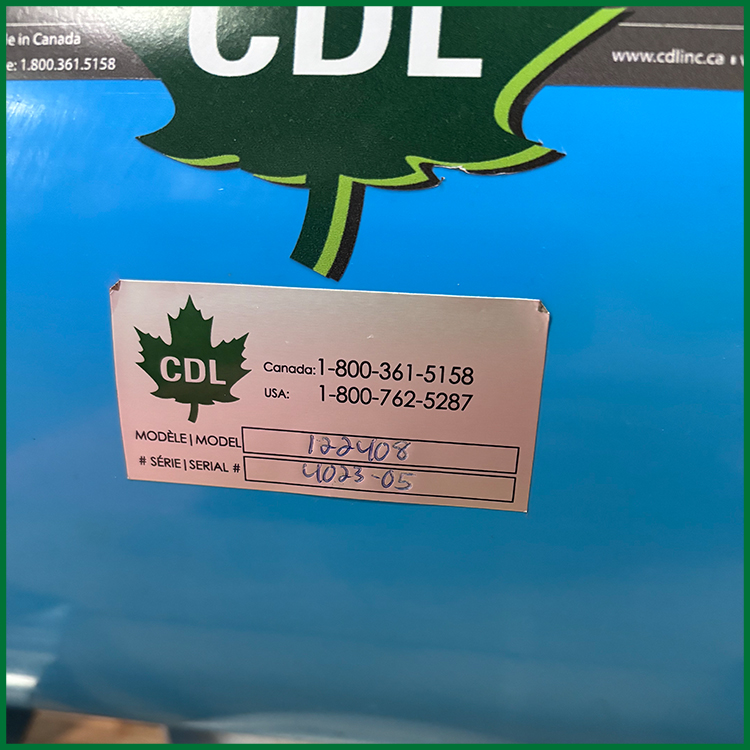 CDL
in Canada
1.800.361.5158
www.cdlinc.ca
CDL
Canada: 1-800-361-5158
USA: 1-800-762-5287
MODÈLE | MODEL 122408
# SÉRIE | SERIAL # 4023-05